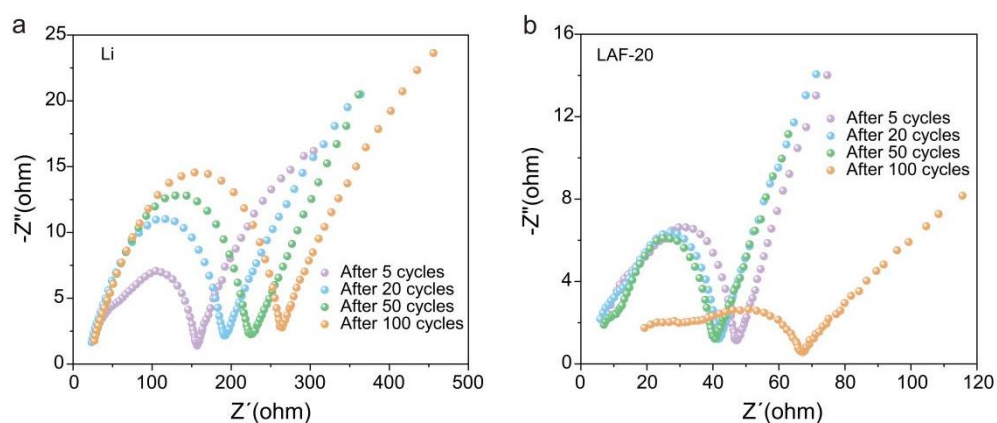 a
Li
-Z"(ohm)
25
20
15
10
5
0
After 5 cycles
After 20 cycles
After 50 cycles
After 100 cycles
0 100 200 300 400 500
Z´(ohm)
b
LAF-20
-Z"(ohm)
16
12
8
4
0
After 5 cycles
After 20 cycles
After 50 cycles
After 100 cycles
0 20 40 60 80 100 120
Z´(ohm)